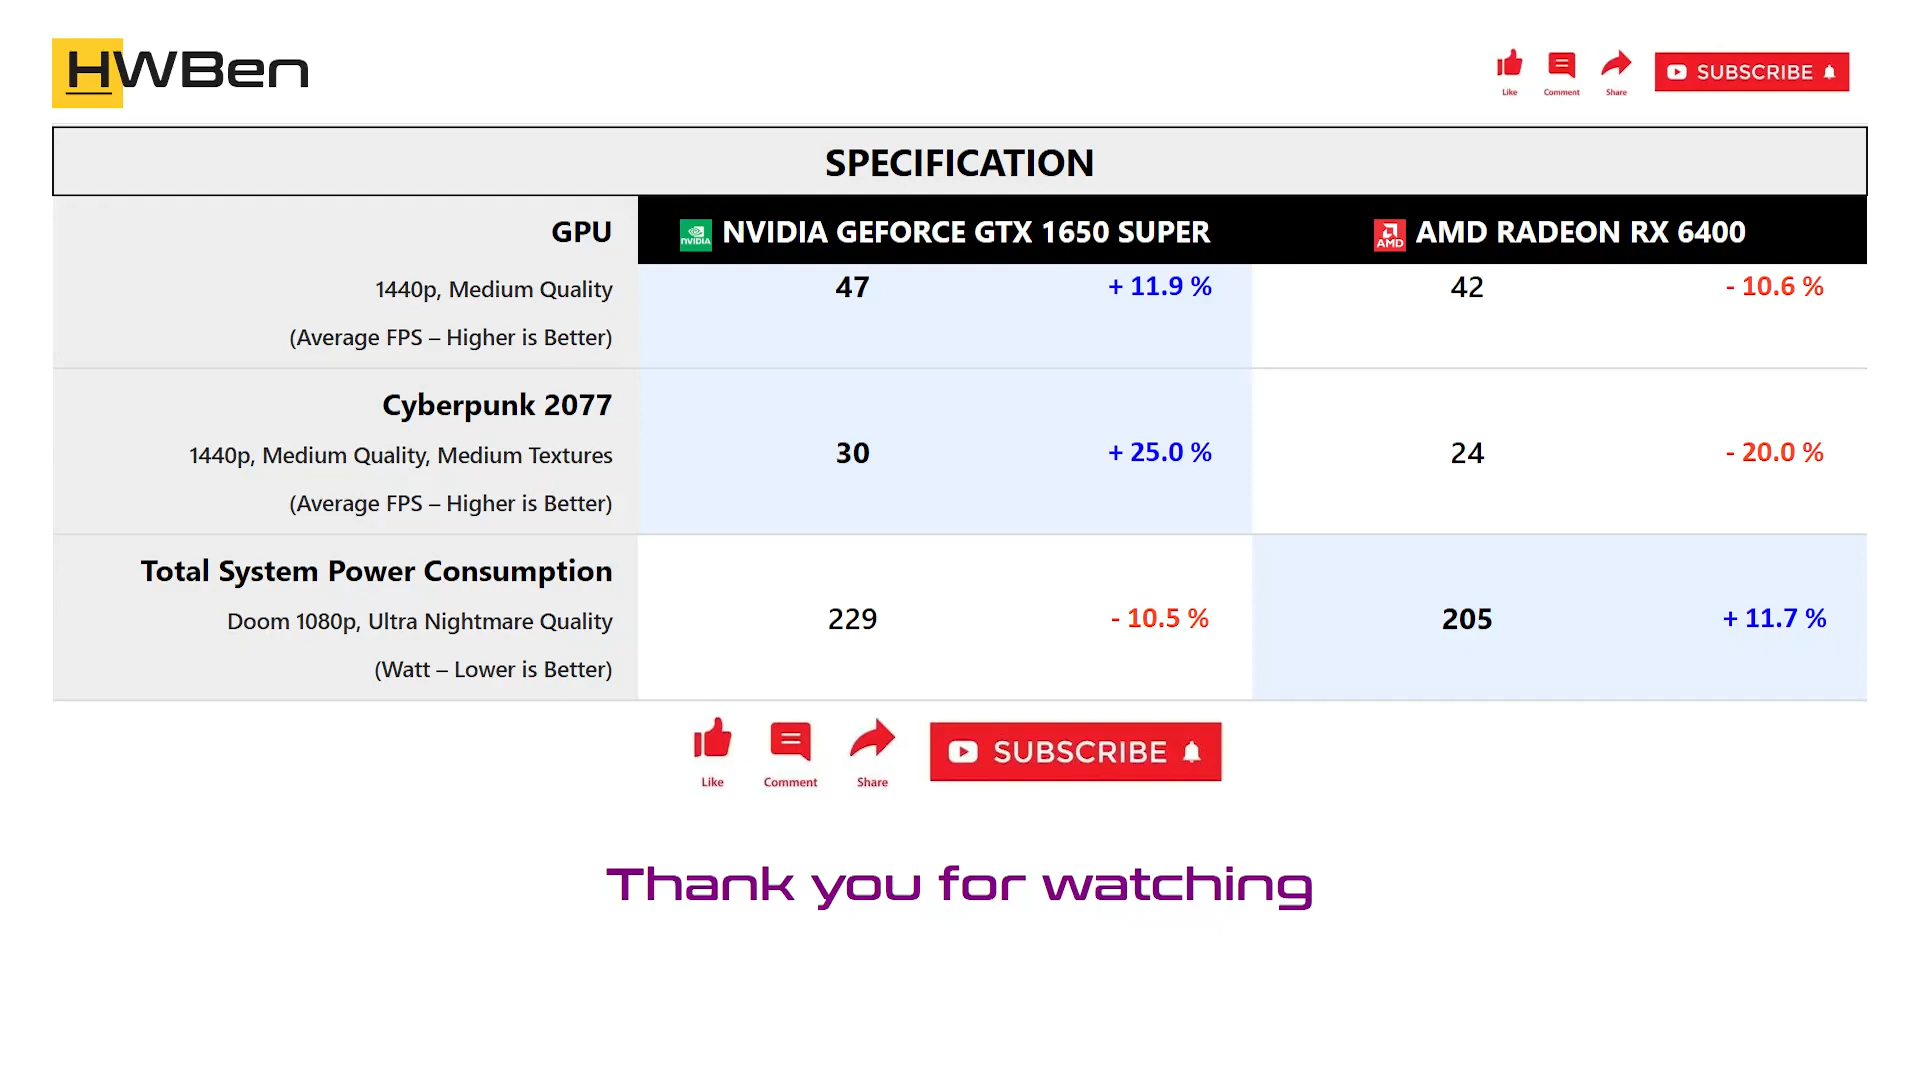 HWBen
Like Comment Share SUBSCRIBE
SPECIFICATION
GPU NVIDIA NVIDIA GEFORCE GTX 1650 SUPER AMD AMD RADEON RX 6400
1440p, Medium Quality 47 + 11.9 % 42 - 10.6 %
(Average FPS – Higher is Better)
Cyberpunk 2077
1440p, Medium Quality, Medium Textures 30 + 25.0 % 24 - 20.0 %
(Average FPS – Higher is Better)
Total System Power Consumption
Doom 1080p, Ultra Nightmare Quality 229 - 10.5 % 205 + 11.7 %
(Watt – Lower is Better)
Like Comment Share SUBSCRIBE
Thank you for watching